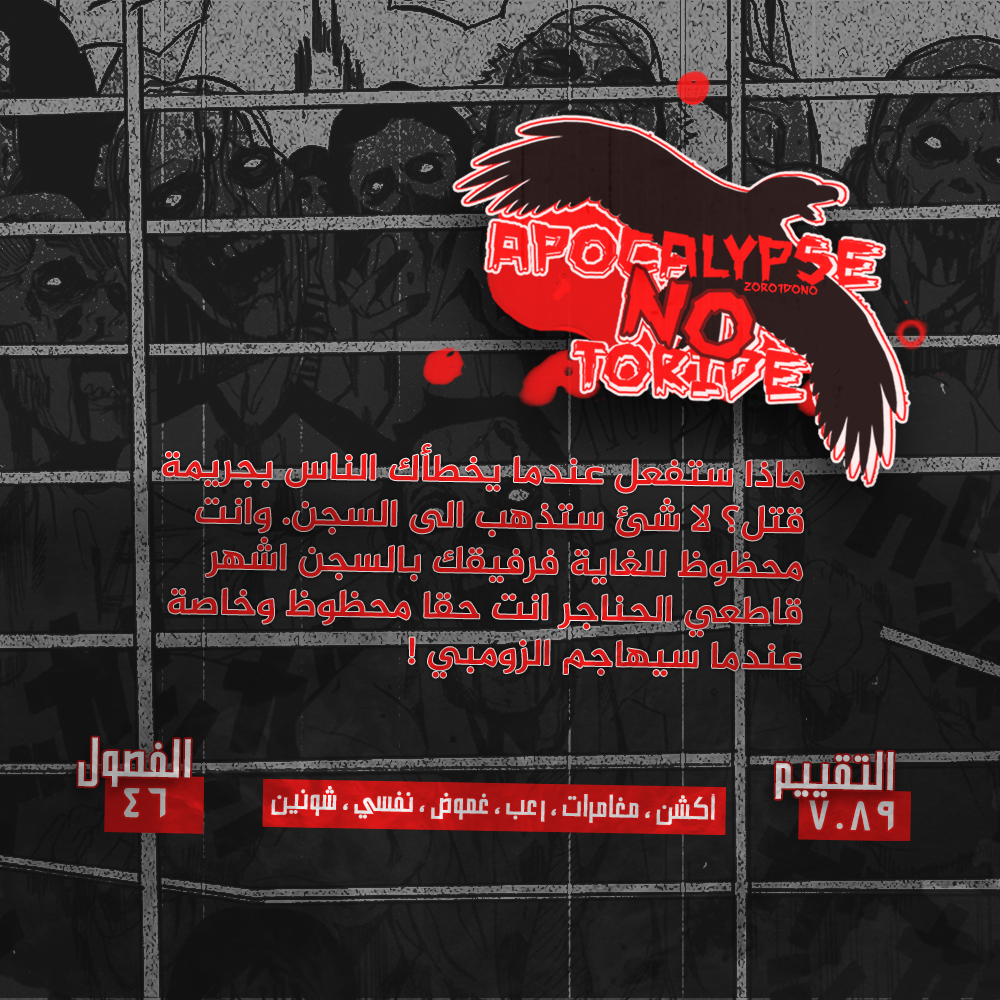 APOCALYPSE
ZORO1DONO
NO
TORIDE
ماذا ستفعل عندما يخطأك الناس بجريمة
قتل؟ لا شئ ستذهب الى السجن. وانت
محظوظ للغاية فرفيقك بالسجن اشهر
قاطعي الحناجر انت حقا محظوظ وخاصة
عندما سيهاجم الزومبي !
التقييم
٧.٨٩
أكشن ، مغامرات ، رعب ، غموض ، نفسي ، شونين
الفصول
٤٦